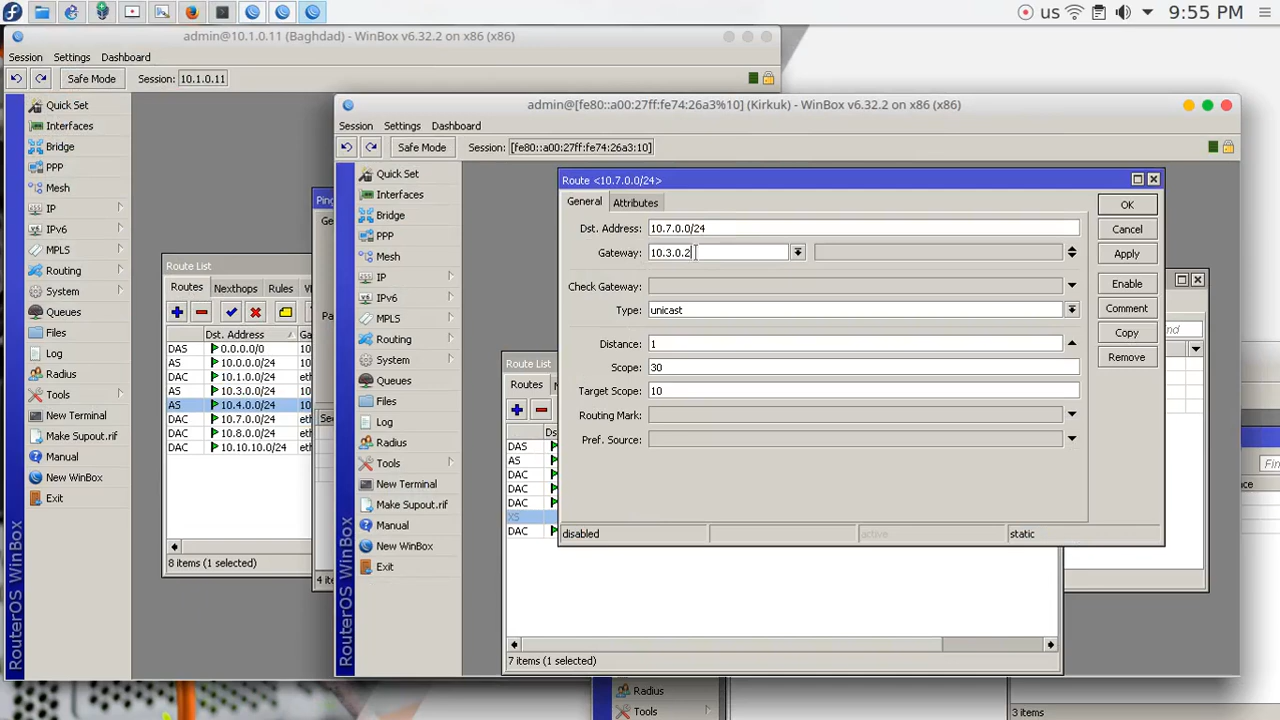 us
9:55 PM
admin@10.1.0.11 (Baghdad) - WinBox v6.32.2 on x86 (x86)
Session Settings Dashboard
Safe Mode Session: 10.1.0.11
Quick Set
Interfaces
Bridge
PPP
Mesh
IP
IPv6
MPLS
Routing
System
Queues
Files
Log
Radius
Tools
New Terminal
Make Supout.rif
Manual
New WinBox
Exit
RouterOS WinBox
Route List
Routes Nexthops Rules
Dst. Address
DAS 0.0.0.0/0
AS 10.0.0.0/24
DAC 10.1.0.0/24
AS 10.3.0.0/24
AS 10.4.0.0/24
DAC 10.7.0.0/24
DAC 10.8.0.0/24
DAC 10.10.10.0/24
8 items (1 selected)
admin@[fe80::a00:27ff:fe74:26a3%10] (Kirkuk) - WinBox v6.32.2 on x86 (x86)
Session Settings Dashboard
Safe Mode Session: [fe80::a00:27ff:fe74:26a3:10]
Quick Set
Interfaces
Bridge
PPP
Mesh
IP
IPv6
MPLS
Routing
System
Queues
Files
Log
Radius
Tools
New Terminal
Make Supout.rif
Manual
New WinBox
Exit
RouterOS WinBox
Route List
Routes
DAS
AS
DAC
DAC
DAC
XS
DAC
7 items (1 selected)
Route <10.7.0.0/24>
General Attributes
Dst. Address: 10.7.0.0/24
Gateway: 10.3.0.2
Check Gateway:
Type: unicast
Distance: 1
Scope: 30
Target Scope: 10
Routing Mark:
Pref. Source:
disabled active static
OK
Cancel
Apply
Enable
Comment
Copy
Remove
Radius
Tools
3 items